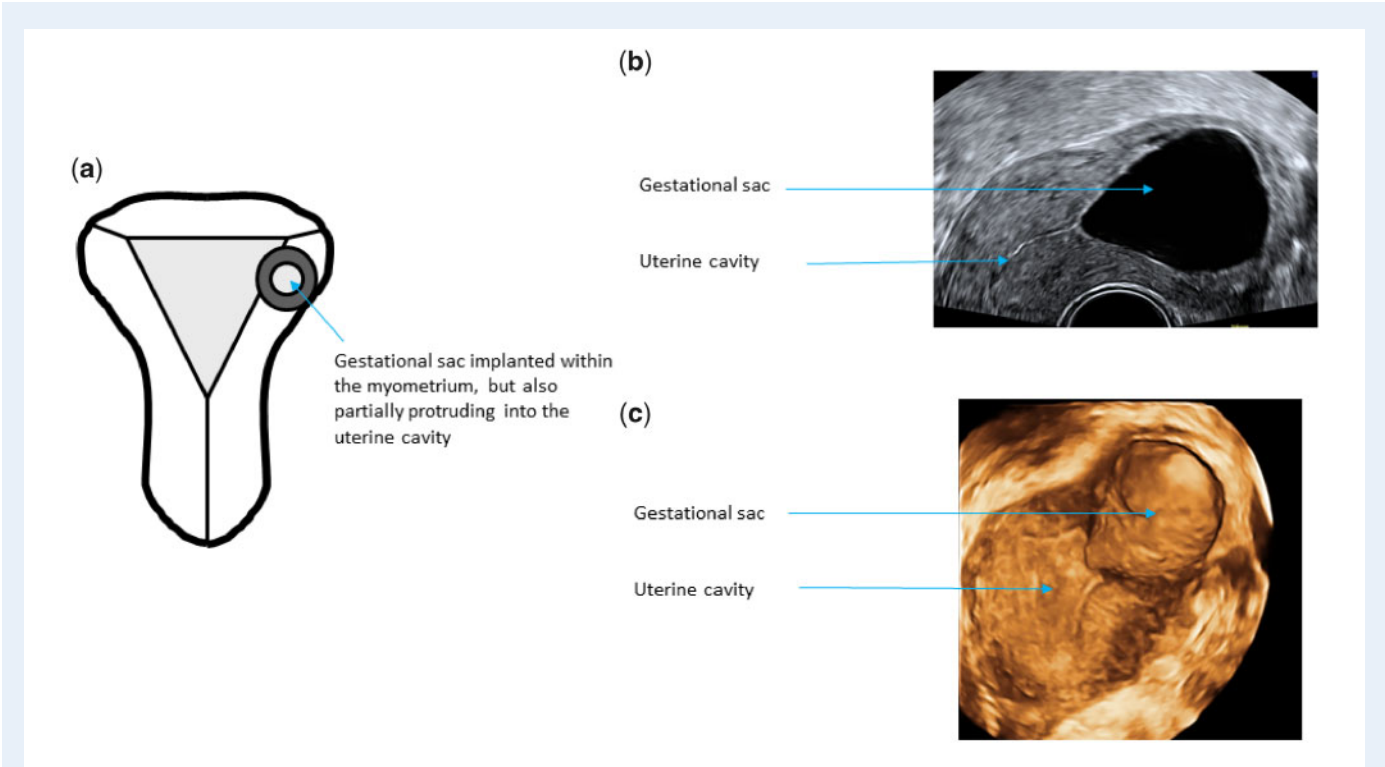 (a)
Gestational sac implanted within
the myometrium, but also
partially protruding into the
uterine cavity
(b)
Gestational sac
Uterine cavity
(c)
Gestational sac
Uterine cavity